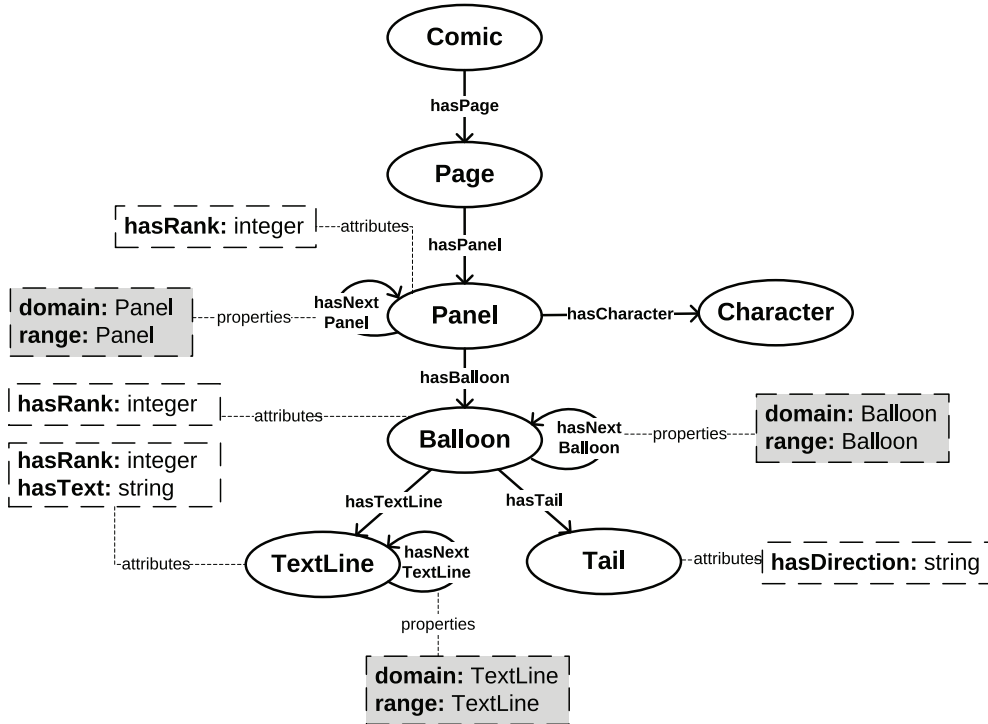 Comic
hasPage
Page
hasRank: integer
attributes
hasPanel
domain: Panel
range: Panel
properties
hasNext
Panel
Panel
hasCharacter
Character
hasBalloon
hasRank: integer
attributes
Balloon
hasNext
Balloon
properties
domain: Balloon
range: Balloon
hasRank: integer
hasText: string
hasTextLine
hasTail
attributes
TextLine
hasNext
TextLine
Tail
attributes
hasDirection: string
properties
domain: TextLine
range: TextLine